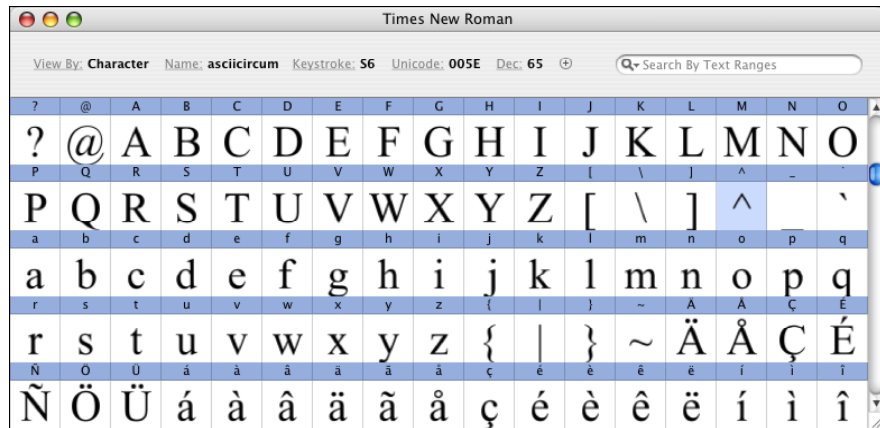 Times New Roman
View By: Character Name: asciicircum Keystroke: S6 Unicode: 005E Dec: 65 Search By Text Ranges
? @ A B C D E F G H I J K L M N O
? @ A B C D E F G H I J K L M N O
P Q R S T U V W X Y Z [ \ ] ^ _ `
P Q R S T U V W X Y Z [ \ ] ^ _ `
a b c d e f g h i j k l m n o p q
a b c d e f g h i j k l m n o p q
r s t u v w x y z { | } ~ Ä Å Ç É
r s t u v w x y z { | } ~ Ä Å Ç É
Ñ Ö Ü á à â ä ã å ç é è ê ë í ì î
Ñ Ö Ü á à â ä ã å ç é è ê ë í ì î